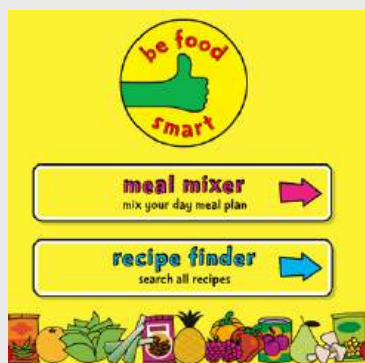 be food
smart
meal mixer
mix your day meal plan
recipe finder
search all recipes